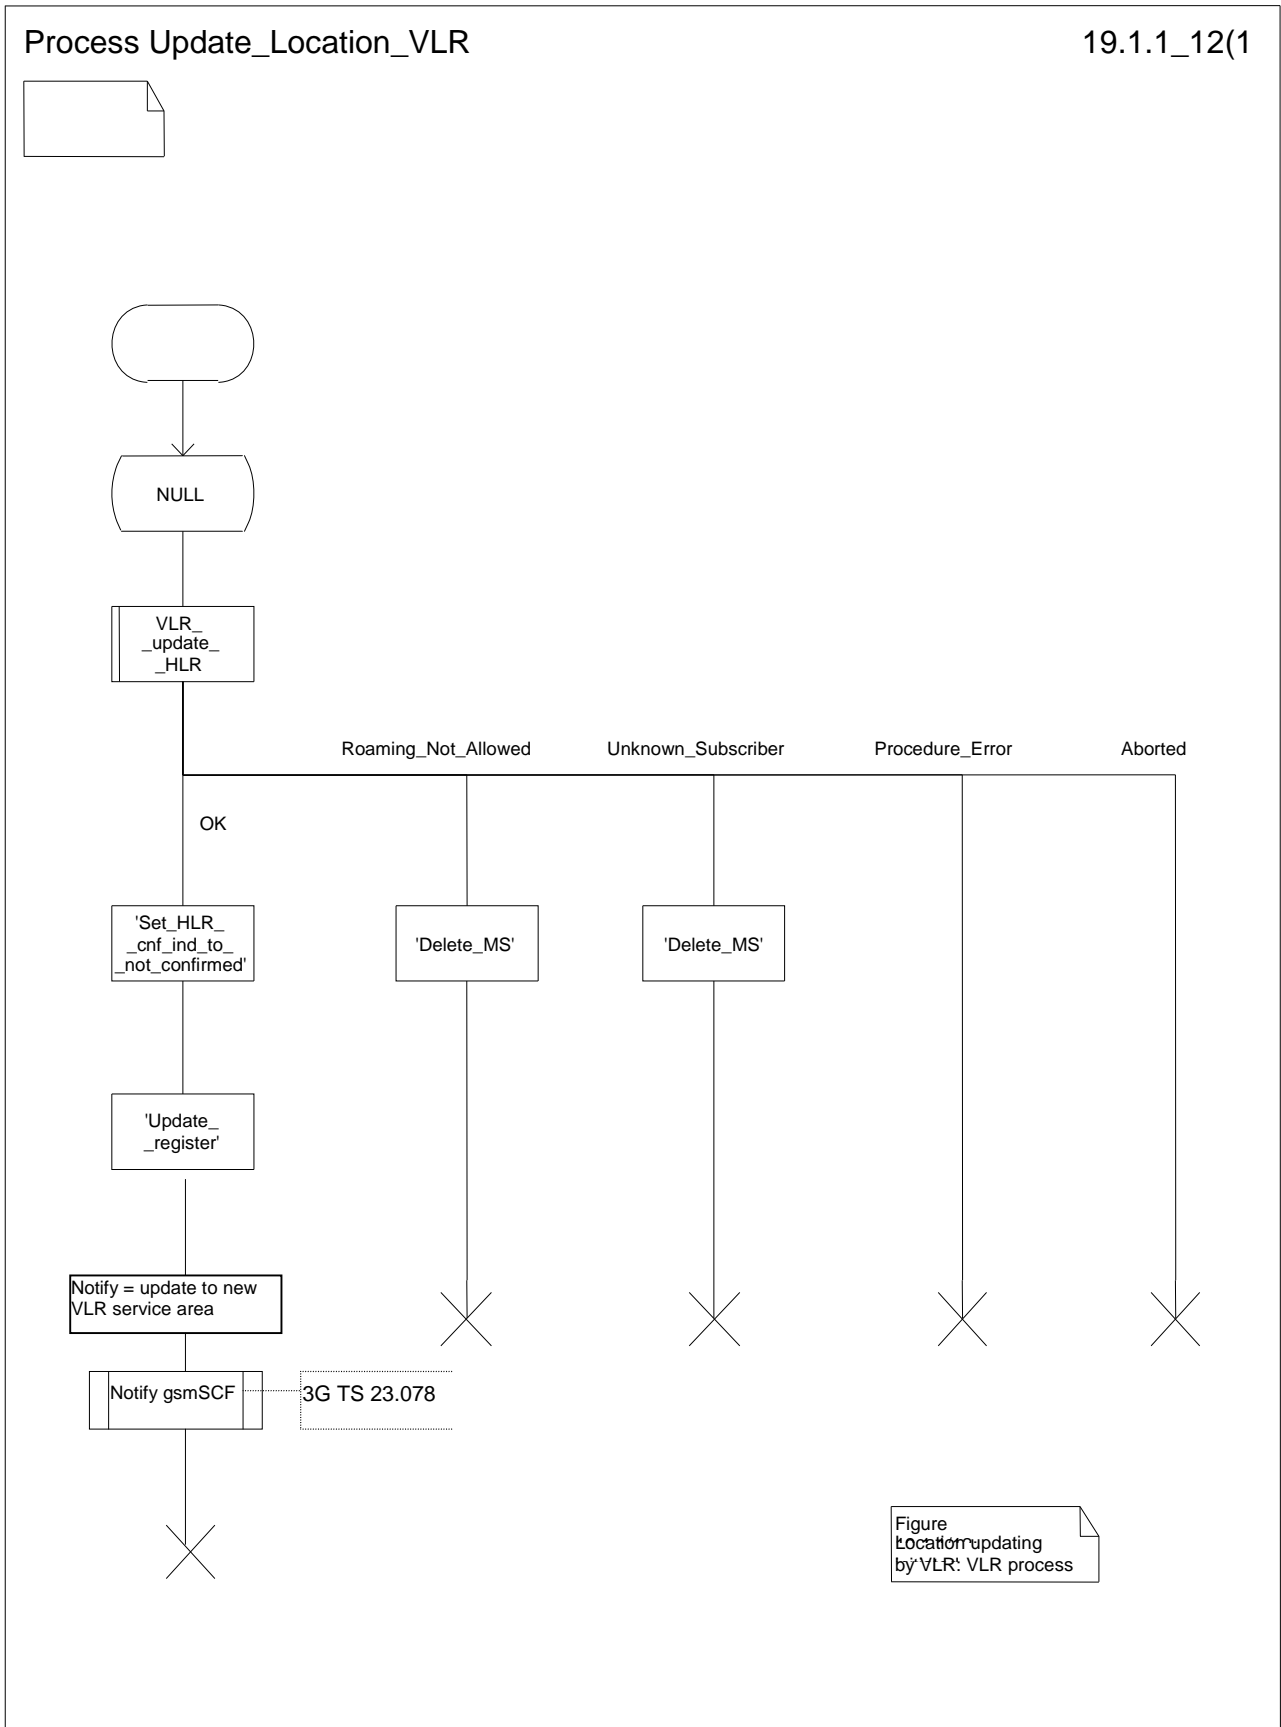 Process Update_Location_VLR
19.1.1_12(1
NULL
VLR_
_update_
_HLR
Roaming_Not_Allowed
Unknown_Subscriber
Procedure_Error
Aborted
OK
'Set_HLR_
_cnf_ind_to_
_not_confirmed'
'Delete_MS'
'Delete_MS'
'Update_
_register'
Notify = update to new
VLR service area
Notify gsmSCF
3G TS 23.078
Figure
Location updating
by VLR: VLR process